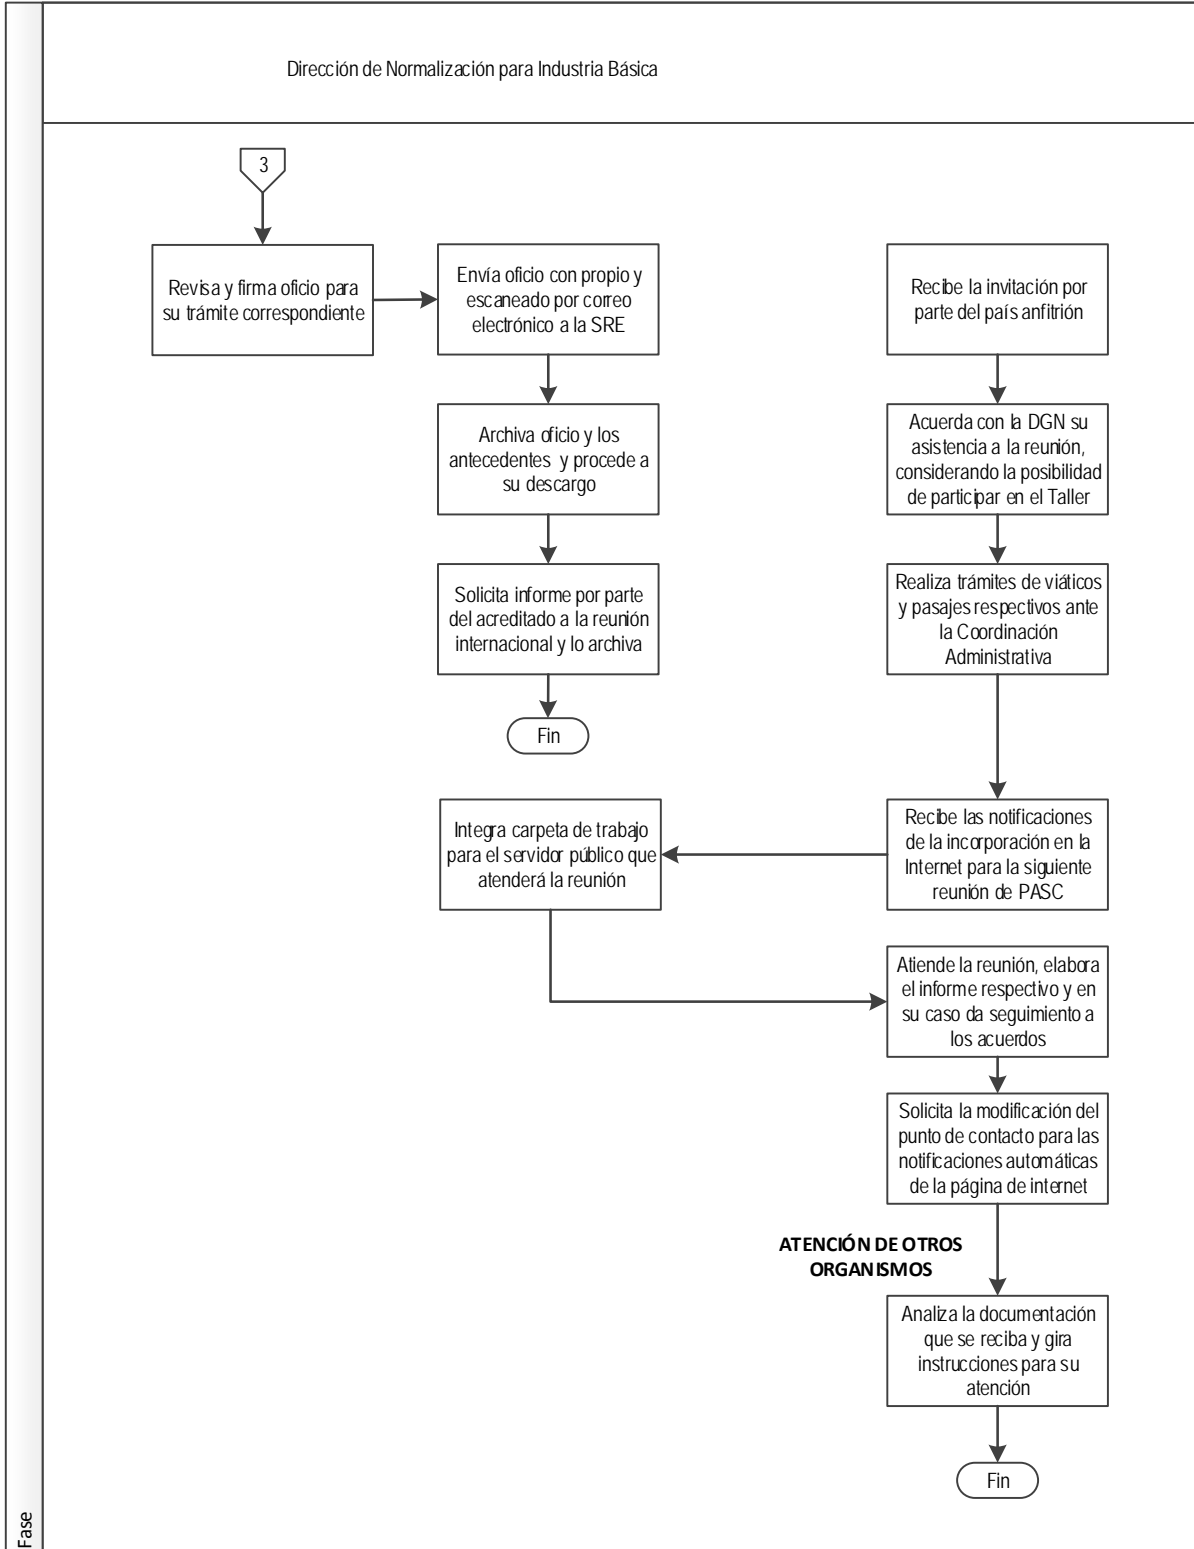 Dirección de Normalización para Industria Básica
3
Revisa y firma oficio para
su trámite correspondiente
Envía oficio con propio y
escaneado por correo
electrónico a la SRE
Archiva oficio y los
antecedentes y procede a
su descargo
Solicita informe por parte
del acreditado a la reunión
internacional y lo archiva
Fin
Recibe la invitación por
parte del país anfitrión
Acuerda con la DGN su
asistencia a la reunión,
considerando la posibilidad
de participar en el Taller
Realiza trámites de viáticos
y pasajes respectivos ante
la Coordinación
Administrativa
Recibe las notificaciones
de la incorporación en la
Internet para la siguiente
reunión de PASC
Integra carpeta de trabajo
para el servidor público que
atenderá la reunión
Atiende la reunión, elabora
el informe respectivo y en
su caso da seguimiento a
los acuerdos
Solicita la modificación del
punto de contacto para las
notificaciones automáticas
de la página de internet
ATENCIÓN DE OTROS
ORGANISMOS
Analiza la documentación
que se reciba y gira
instrucciones para su
atención
Fin
Fase